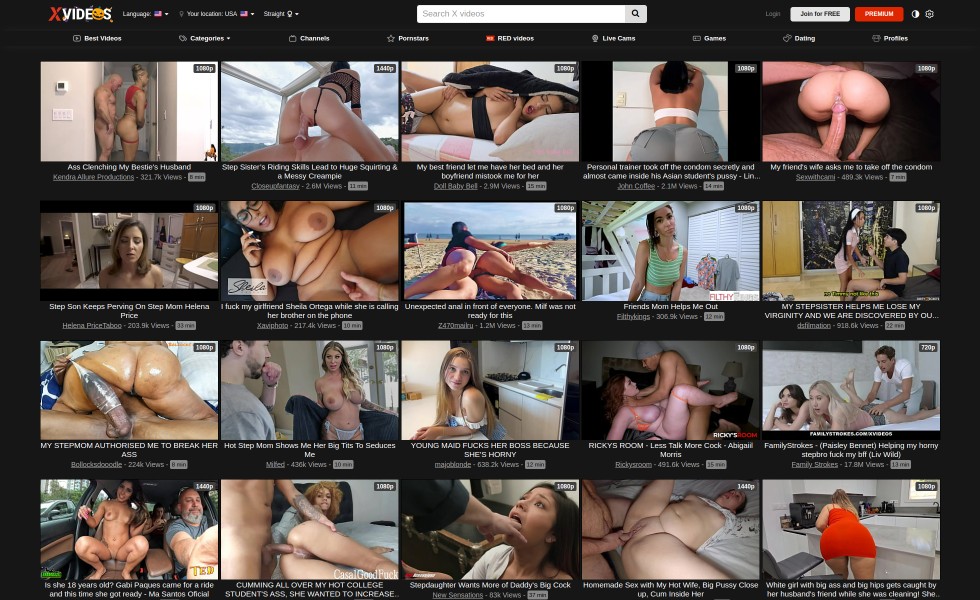 XVIDEOS
Language:
Your location: USA
Straight
Search X videos
Login
Join for FREE
PREMIUM
Best Videos
Categories
Channels
Pornstars
RED videos
Live Cams
Games
Dating
Profiles
1080p
1440p
1080p
1080p
1080p
Ass Clenching My Bestie's Husband
Kendra Allure Productions - 321.7k Views - 8 min
Step Sister's Riding Skills Lead to Huge Squirting &
a Messy Creampie
Closeupfantasy - 2.6M Views - 11 min
My best friend let me have her bed and her
boyfriend mistook me for her
Doll Baby Bell - 2.9M Views - 15 min
Personal trainer took off the condom secretly and
almost came inside his Asian student's pussy - Lin...
John Coffee - 2.1M Views - 14 min
My friend's wife asks me to take off the condom
Sexwithcami - 489.3k Views - 7 min
1080p
1080p
1080p
1080p
1080p
Sheila
FILTHY
Step Son Keeps Perving On Step Mom Helena
Price
Helena PriceTaboo - 203.9k Views - 33 min
I fuck my girlfriend Sheila Ortega while she is calling
her brother on the phone
Xaviphoto - 217.4k Views - 10 min
Unexpected anal in front of everyone. Milf was not
ready for this
Z470mailru - 1.2M Views - 13 min
Friends Mom Helps Me Out
Filthykings - 306.9k Views - 12 min
MY STEPSISTER HELPS ME LOSE MY
VIRGINITY AND WE ARE DISCOVERED BY OU...
dsfilmation - 918.6k Views - 22 min
1080p
1080p
1080p
1080p
720p
RICKY'S ROOM
FAMILYSTROKES.COM/XVIDEOS
MY STEPMOM AUTHORISED ME TO BREAK HER
ASS
Bollocksdooodle - 224k Views - 8 min
Hot Step Mom Shows Me Her Big Tits To Seduces
Me
Milfed - 436k Views - 10 min
YOUNG MAID FUCKS HER BOSS BECAUSE
SHE'S HORNY
majoblonde - 638.2k Views - 12 min
RICKYS ROOM - Less Talk More Cock - Abigaiil
Morris
Rickysroom - 491.6k Views - 15 min
FamilyStrokes - (Paisley Bennet) Helping my horny
stepbro fuck my bff (Liv Wild)
Family Strokes - 17.8M Views - 13 min
1440p
1080p
1080p
1440p
1080p
TED
CasalGoodFuck
Is she 18 years old? Gabi Paques came for a ride
and this time she got ready - Ma Santos Oficial
CUMMING ALL OVER MY HOT COLLEGE
STUDENT'S ASS, SHE WANTED TO INCREASE..
Stepdaughter Wants More of Daddy's Big Cock
New Sensations - 83k Views - 37 min
Homemade Sex with My Hot Wife, Big Pussy Close
up, Cum Inside Her
White girl with big ass and big hips gets caught by
her husband's friend while she was cleaning! She..